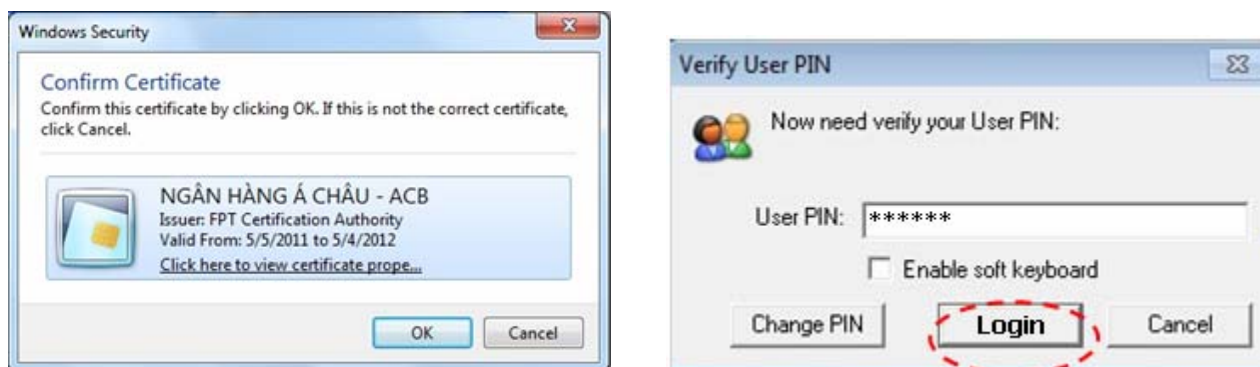 Windows Security
Confirm Certificate
Confirm this certificate by clicking OK. If this is not the correct certificate,
click Cancel.
NGÂN HÀNG Á CHÂU - ACB
Issuer: FPT Certification Authority
Valid From: 5/5/2011 to 5/4/2012
Click here to view certificate prope...
OK Cancel
Verify User PIN
Now need verify your User PIN:
User PIN: ******
Enable soft keyboard
Change PIN Login Cancel